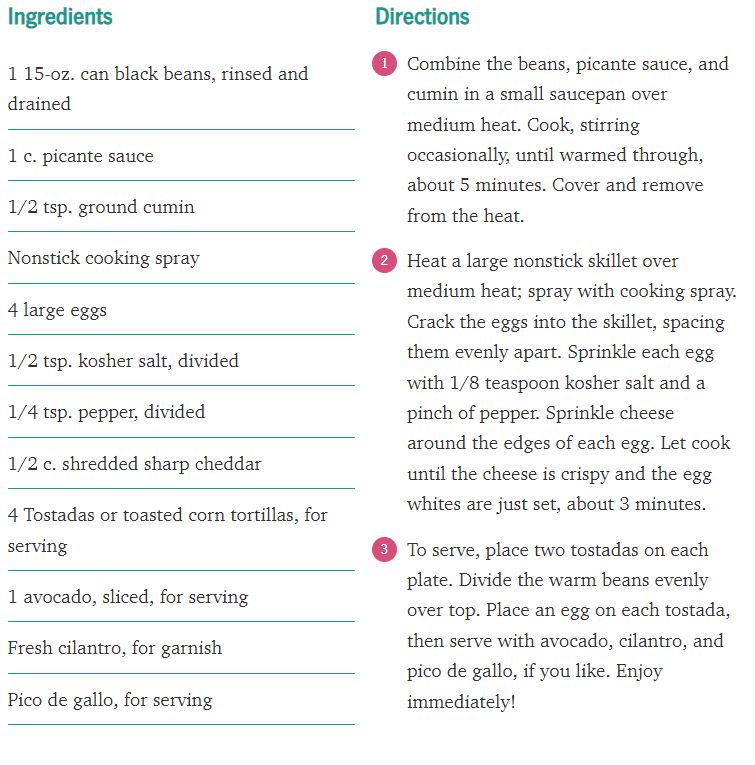 Ingredients
1 15-oz. can black beans, rinsed and
drained
1 c. picante sauce
1/2 tsp. ground cumin
Nonstick cooking spray
4 large eggs
1/2 tsp. kosher salt, divided
1/4 tsp. pepper, divided
1/2 c. shredded sharp cheddar
4 Tostadas or toasted corn tortillas, for
serving
1 avocado, sliced, for serving
Fresh cilantro, for garnish
Pico de gallo, for serving
Directions
1 Combine the beans, picante sauce, and
cumin in a small saucepan over
medium heat. Cook, stirring
occasionally, until warmed through,
about 5 minutes. Cover and remove
from the heat.
2 Heat a large nonstick skillet over
medium heat; spray with cooking spray.
Crack the eggs into the skillet, spacing
them evenly apart. Sprinkle each egg
with 1/8 teaspoon kosher salt and a
pinch of pepper. Sprinkle cheese
around the edges of each egg. Let cook
until the cheese is crispy and the egg
whites are just set, about 3 minutes.
3 To serve, place two tostadas on each
plate. Divide the warm beans evenly
over top. Place an egg on each tostada,
then serve with avocado, cilantro, and
pico de gallo, if you like. Enjoy
immediately!